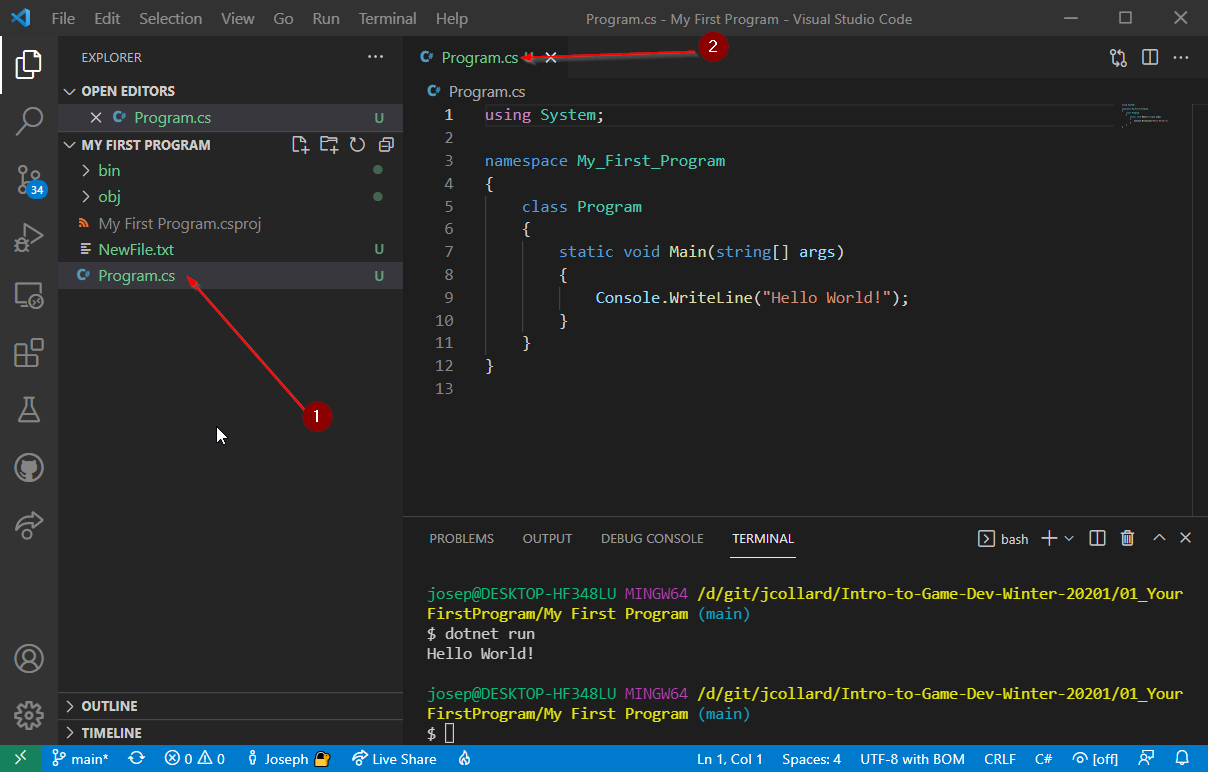 File Edit Selection View Go Run Terminal Help Program.cs - My First Program - Visual Studio Code
EXPLORER
OPEN EDITORS
Program.cs U
MY FIRST PROGRAM
bin
obj
My First Program.csproj
NewFile.txt U
Program.cs U
1
34
OUTLINE
TIMELINE
Program.cs U
2
Program.cs
1 using System;
2
3 namespace My_First_Program
4 {
5 class Program
6 {
7 static void Main(string[] args)
8 {
9 Console.WriteLine("Hello World!");
10 }
11 }
12 }
13
PROBLEMS OUTPUT DEBUG CONSOLE TERMINAL bash
josep@DESKTOP-HF348LU MINGW64 /d/git/jcollard/Intro-to-Game-Dev-Winter-20201/01_Your
FirstProgram/My First Program (main)
$ dotnet run
Hello World!
josep@DESKTOP-HF348LU MINGW64 /d/git/jcollard/Intro-to-Game-Dev-Winter-20201/01_Your
FirstProgram/My First Program (main)
$
main* 0 0 Joseph Live Share Ln 1, Col 1 Spaces: 4 UTF-8 with BOM CRLF C# [off]